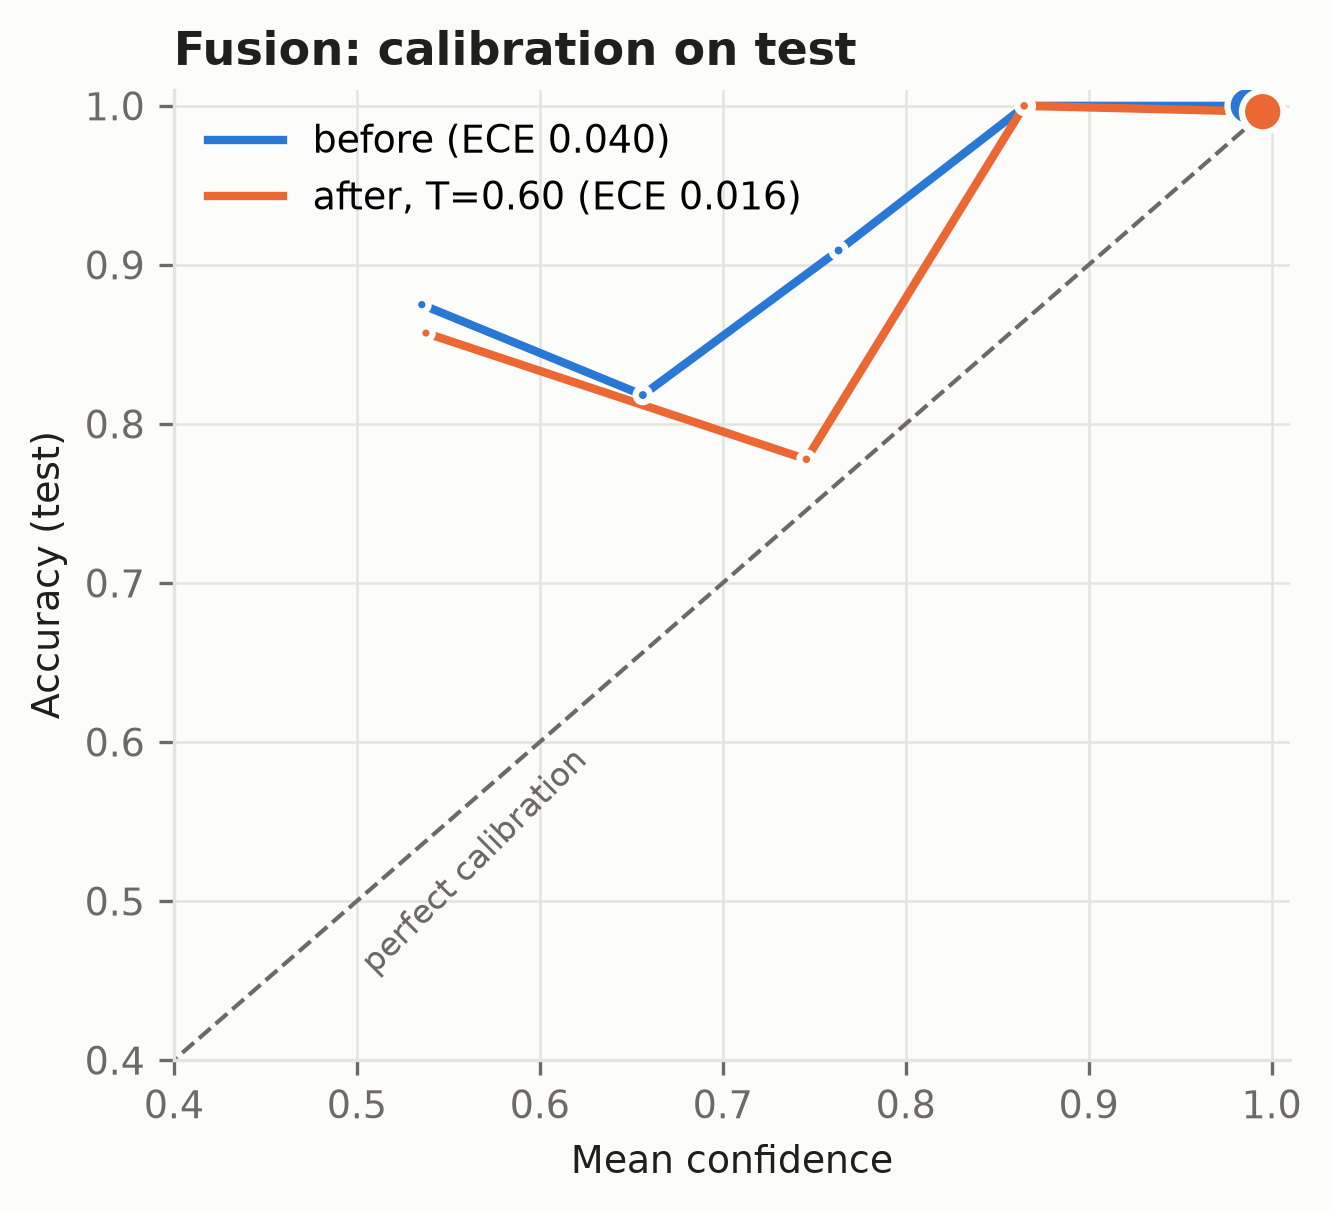 Fusion: calibration on test
before (ECE 0.040)
after, T=0.60 (ECE 0.016)
1.0
0.9
0.8
0.7
0.6
0.5
0.4
Accuracy (test)
perfect calibration
0.4 0.5 0.6 0.7 0.8 0.9 1.0
Mean confidence